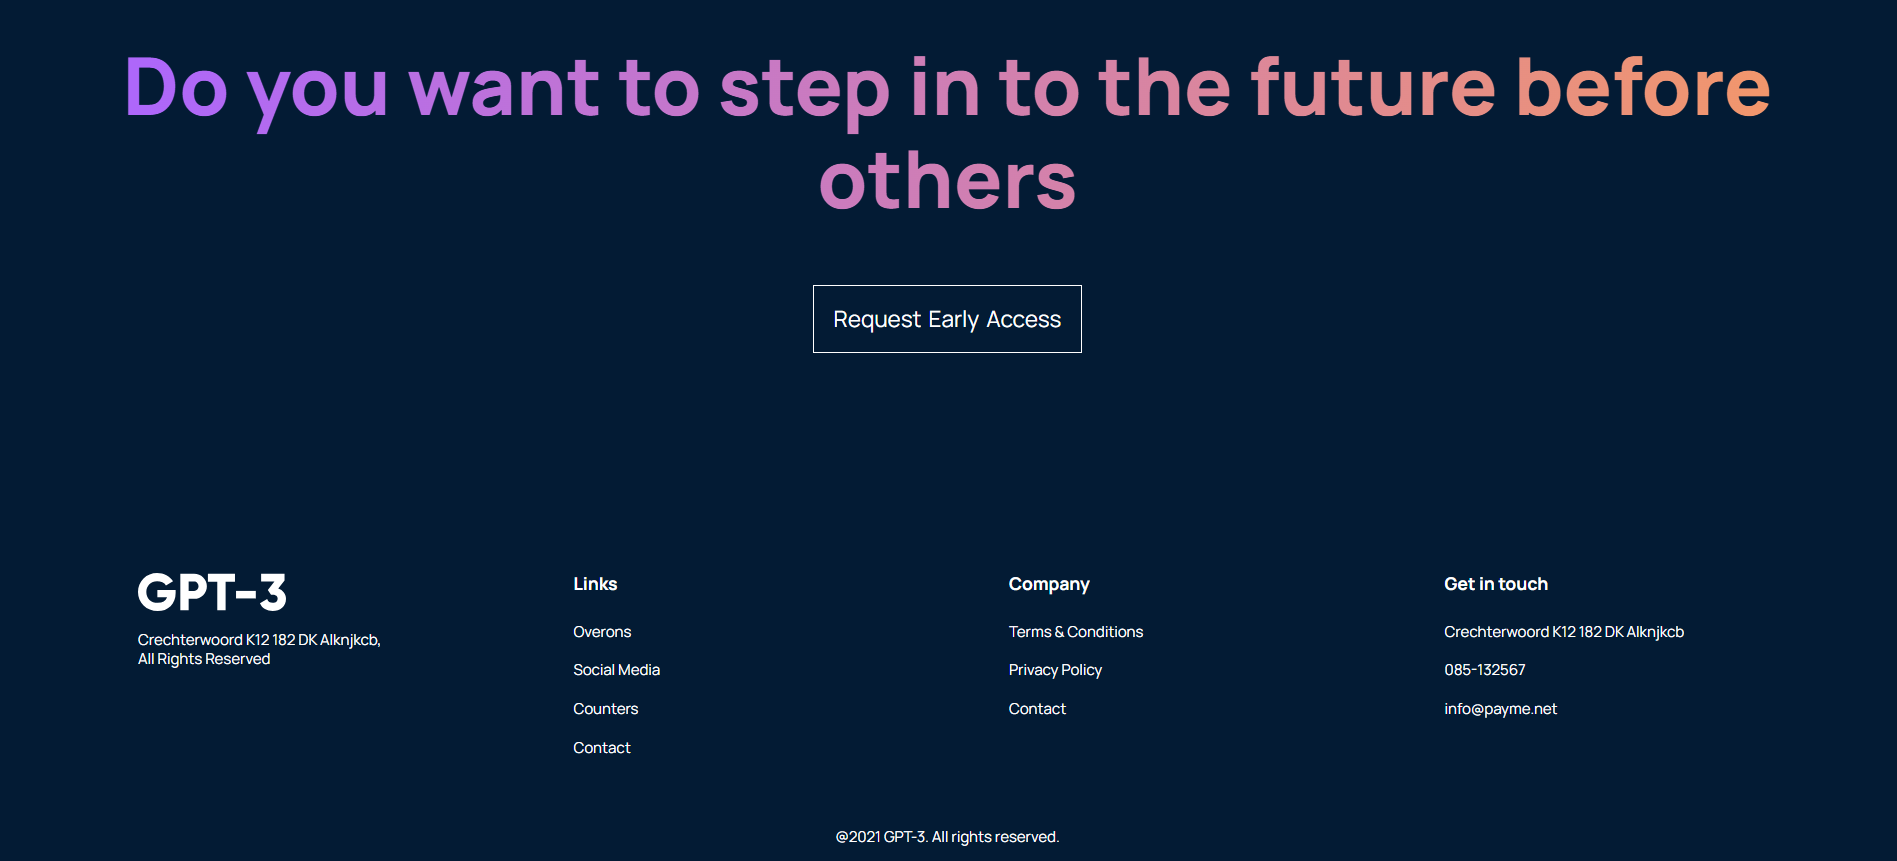 Do you want to step in to the future before
others
Request Early Access
GPT-3
Crechterwoord K12 182 DK Alknjkcb,
All Rights Reserved
Links
Overons
Social Media
Counters
Contact
Company
Terms & Conditions
Privacy Policy
Contact
Get in touch
Crechterwoord K12 182 DK Alknjkcb
085-132567
info@payme.net
@2021 GPT-3. All rights reserved.